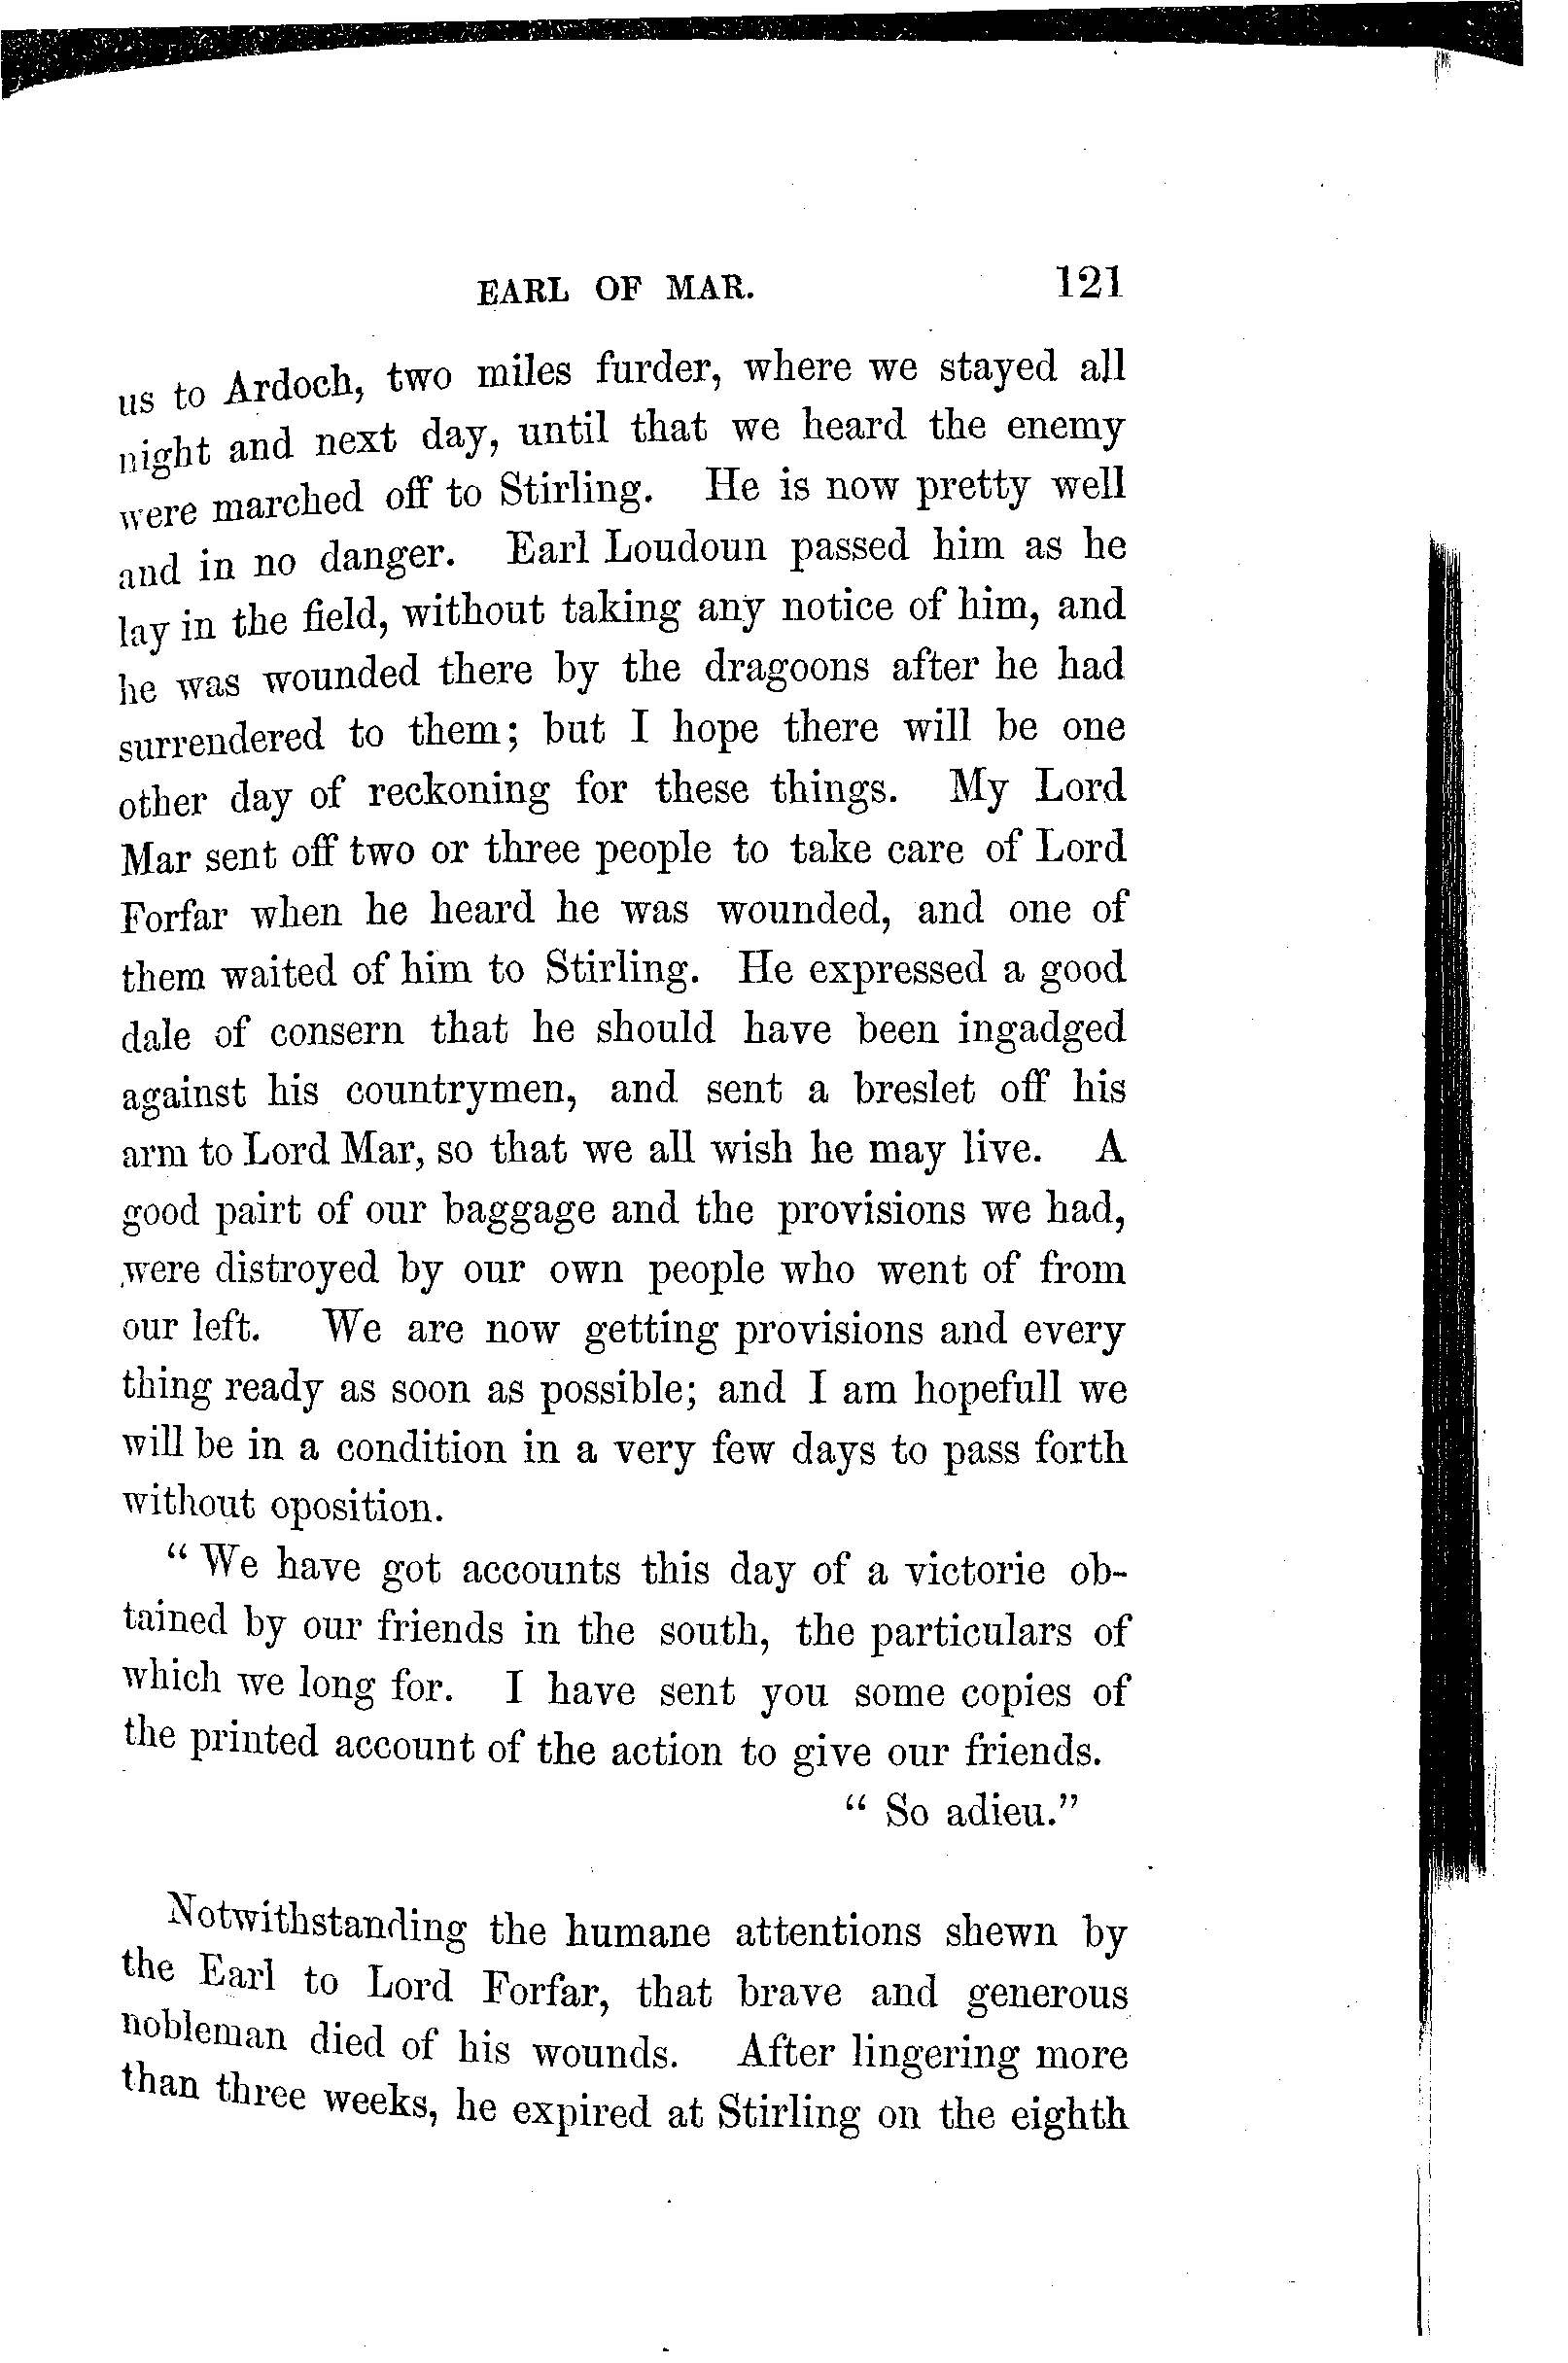 EARL OF MAR. 121
us to Ardoch, two miles furder, where we stayed all
night and next day, until that we heard the enemy
were marched off to Stirling. He is now pretty well
and in no danger. Earl Loudoun passed him as he
lay in the field, without taking any notice of him, and
he was wounded there by the dragoons after he had
surrendered to them; but I hope there will be one
other day of reckoning for these things. My Lord
Mar sent off two or three people to take care of Lord
Forfar when he heard he was wounded, and one of
them waited of him to Stirling. He expressed a good
dale of consern that he should have been ingadged
against his countrymen, and sent a breslet off his
arm to Lord Mar, so that we all wish he may live. A
good pairt of our baggage and the provisions we had,
were distroyed by our own people who went of from
our left. We are now getting provisions and every
thing ready as soon as possible; and I am hopefull we
will be in a condition in a very few days to pass forth
without oposition.
“We have got accounts this day of a victorie ob-
tained by our friends in the south, the particulars of
which we long for. I have sent you some copies of
the printed account of the action to give our friends.
“So adieu.”
Notwithstanding the humane attentions shewn by
the Earl to Lord Forfar, that brave and generous
nobleman died of his wounds. After lingering more
than three weeks, he expired at Stirling on the eighth